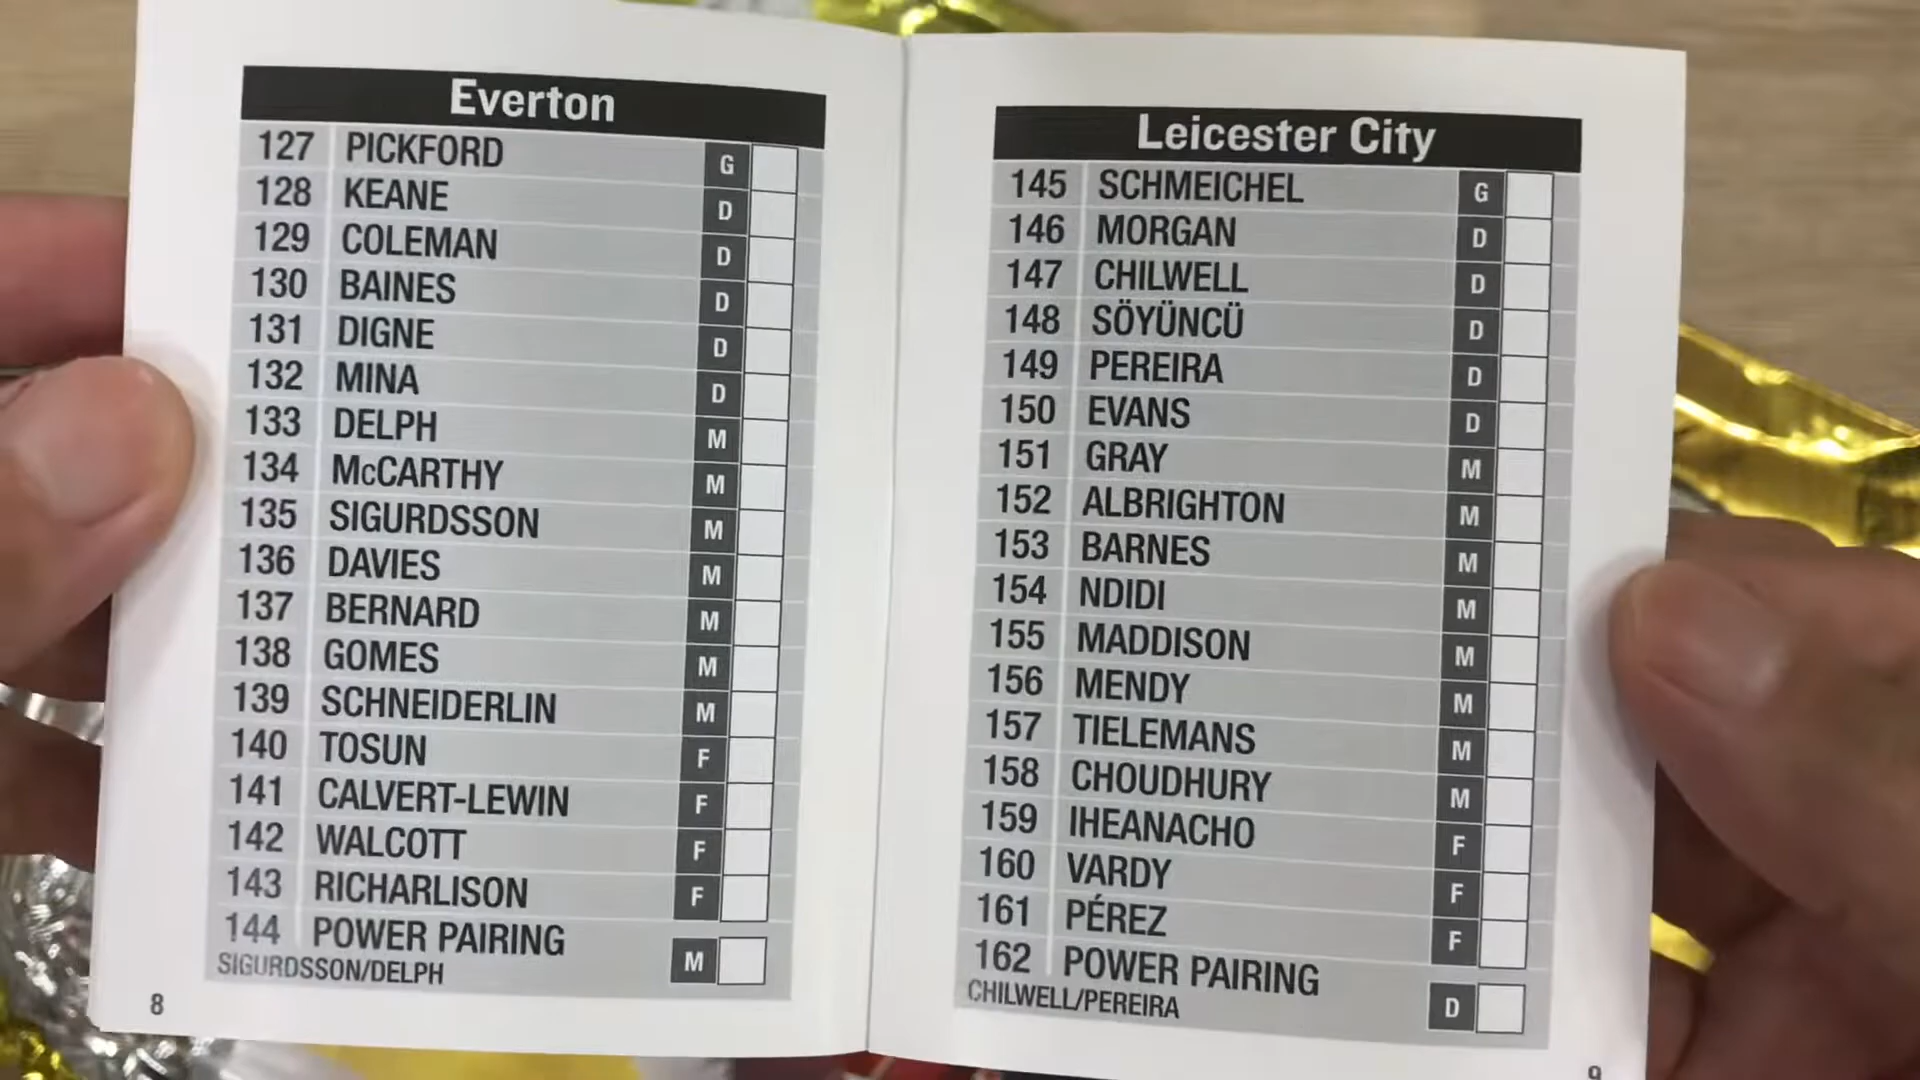 Everton
127 PICKFORD G
128 KEANE D
129 COLEMAN D
130 BAINES D
131 DIGNE D
132 MINA D
133 DELPH M
134 McCARTHY M
135 SIGURDSSON M
136 DAVIES M
137 BERNARD M
138 GOMES M
139 SCHNEIDERLIN M
140 TOSUN F
141 CALVERT-LEWIN F
142 WALCOTT F
143 RICHARLISON F
144 POWER PAIRING M
SIGURDSSON/DELPH
8
Leicester City
145 SCHMEICHEL G
146 MORGAN D
147 CHILWELL D
148 SÖYÜNCÜ D
149 PEREIRA D
150 EVANS D
151 GRAY M
152 ALBRIGHTON M
153 BARNES M
154 NDIDI M
155 MADDISON M
156 MENDY M
157 TIELEMANS M
158 CHOUDHURY M
159 IHEANACHO F
160 VARDY F
161 PÉREZ F
162 POWER PAIRING D
CHILWELL/PEREIRA
9